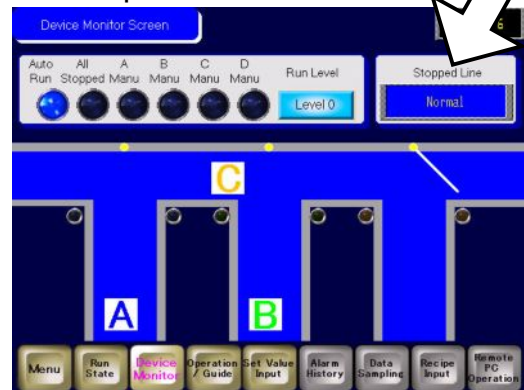 Device Monitor Screen
6
Auto Run
All Stopped
A Manu
B Manu
C Manu
D Manu
Run Level
Level 0
Stopped Line
Normal
C
A
B
Menu
Run State
Device Monitor
Operation / Guide
Set Value Input
Alarm History
Data Sampling
Recipe Input
Remote PC Operation